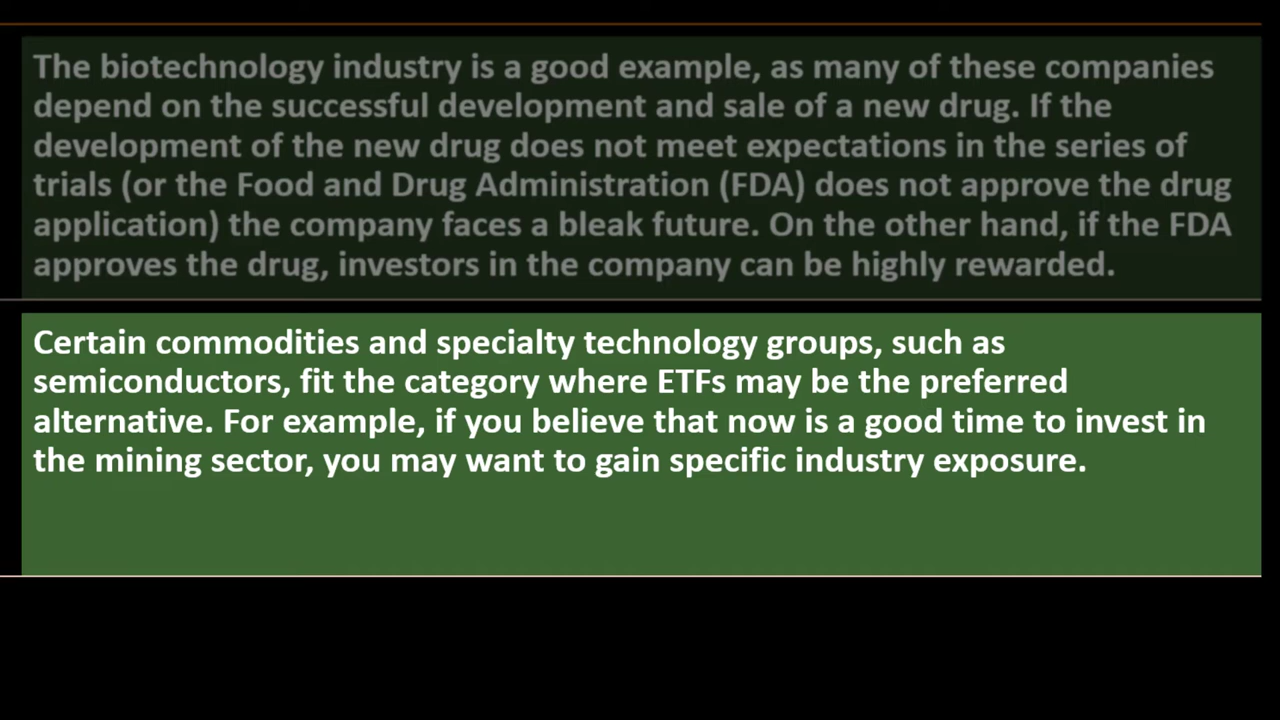 The biotechnology industry is a good example, as many of these companies
depend on the successful development and sale of a new drug. If the
development of the new drug does not meet expectations in the series of
trials (or the Food and Drug Administration (FDA) does not approve the drug
application) the company faces a bleak future. On the other hand, if the FDA
approves the drug, investors in the company can be highly rewarded.
Certain commodities and specialty technology groups, such as
semiconductors, fit the category where ETFs may be the preferred
alternative. For example, if you believe that now is a good time to invest in
the mining sector, you may want to gain specific industry exposure.